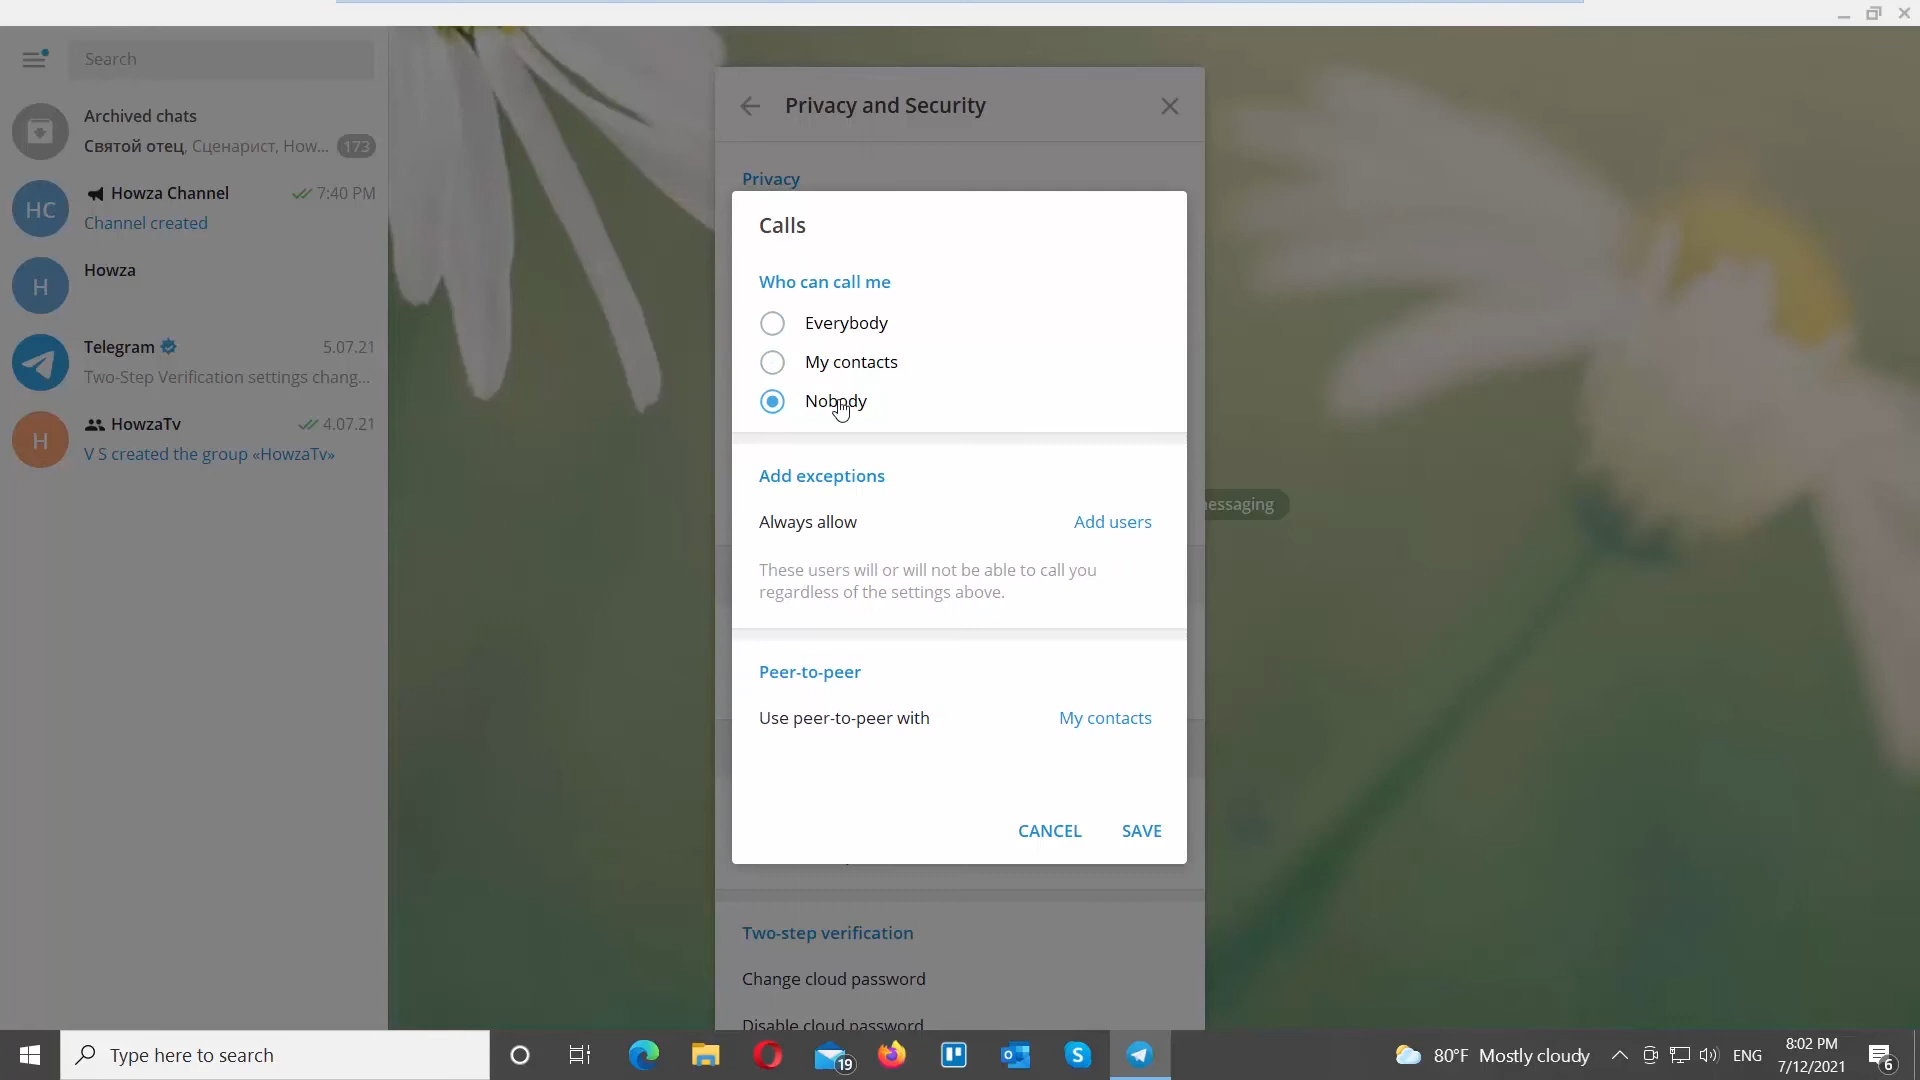 Search
Archived chats
Святой отец, Сценарист, How...
173
HC
Howza Channel
7:40 PM
Channel created
H
Howza
Telegram
5.07.21
Two-Step Verification settings chang...
H
HowzaTv
4.07.21
V S created the group «HowzaTv»
Privacy and Security
Privacy
Calls
Who can call me
Everybody
My contacts
Nobody
Add exceptions
Always allow
Add users
These users will or will not be able to call you
regardless of the settings above.
Peer-to-peer
Use peer-to-peer with
My contacts
CANCEL
SAVE
Two-step verification
Change cloud password
Disable cloud password
Type here to search
19
80°F Mostly cloudy
ENG
8:02 PM
7/12/2021
6